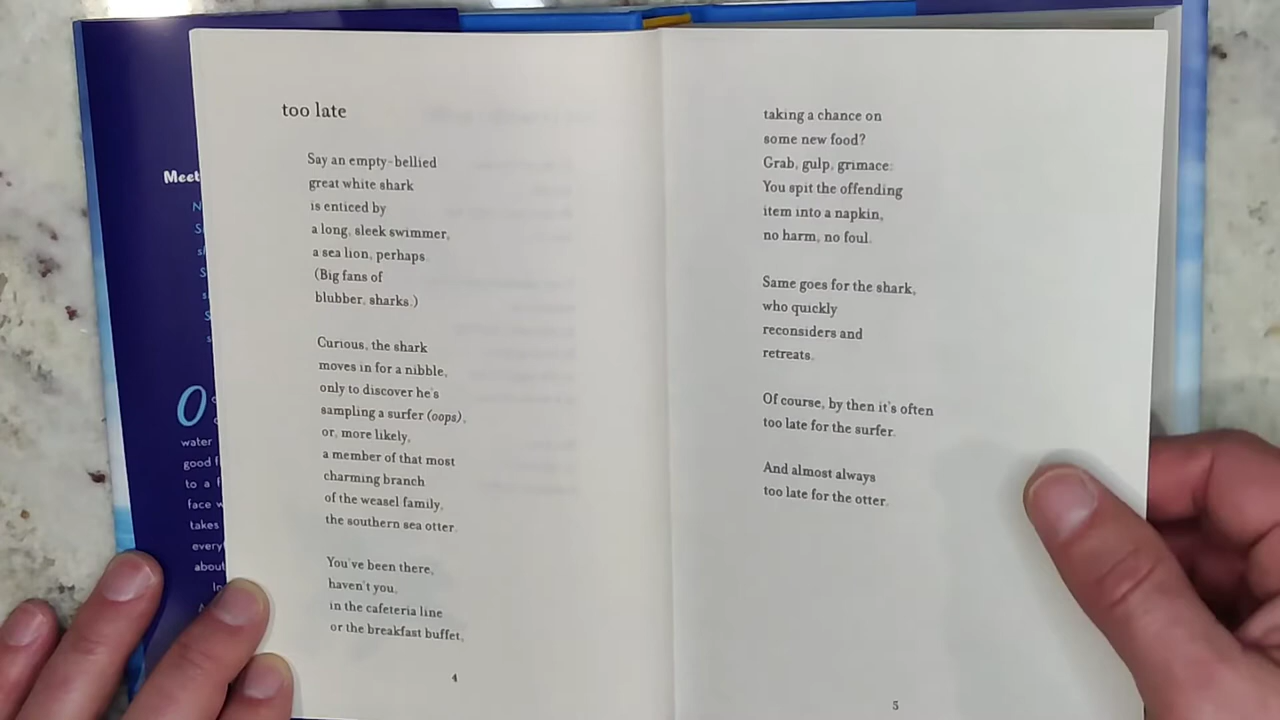 Meet
O
water
good
to a
face
takes
about
too late
Say an empty-bellied
great white shark
is enticed by
a long, sleek swimmer,
a sea lion, perhaps.
(Big fans of
blubber, sharks.)
Curious, the shark
moves in for a nibble,
only to discover he's
sampling a surfer (oops),
or, more likely,
a member of that most
charming branch
of the weasel family,
the southern sea otter.
You've been there,
haven't you,
in the cafeteria line
or the breakfast buffet,
4
taking a chance on
some new food?
Grab, gulp, grimace:
You spit the offending
item into a napkin,
no harm, no foul.
Same goes for the shark,
who quickly
reconsiders and
retreats.
Of course, by then it's often
too late for the surfer.
And almost always
too late for the otter.
5